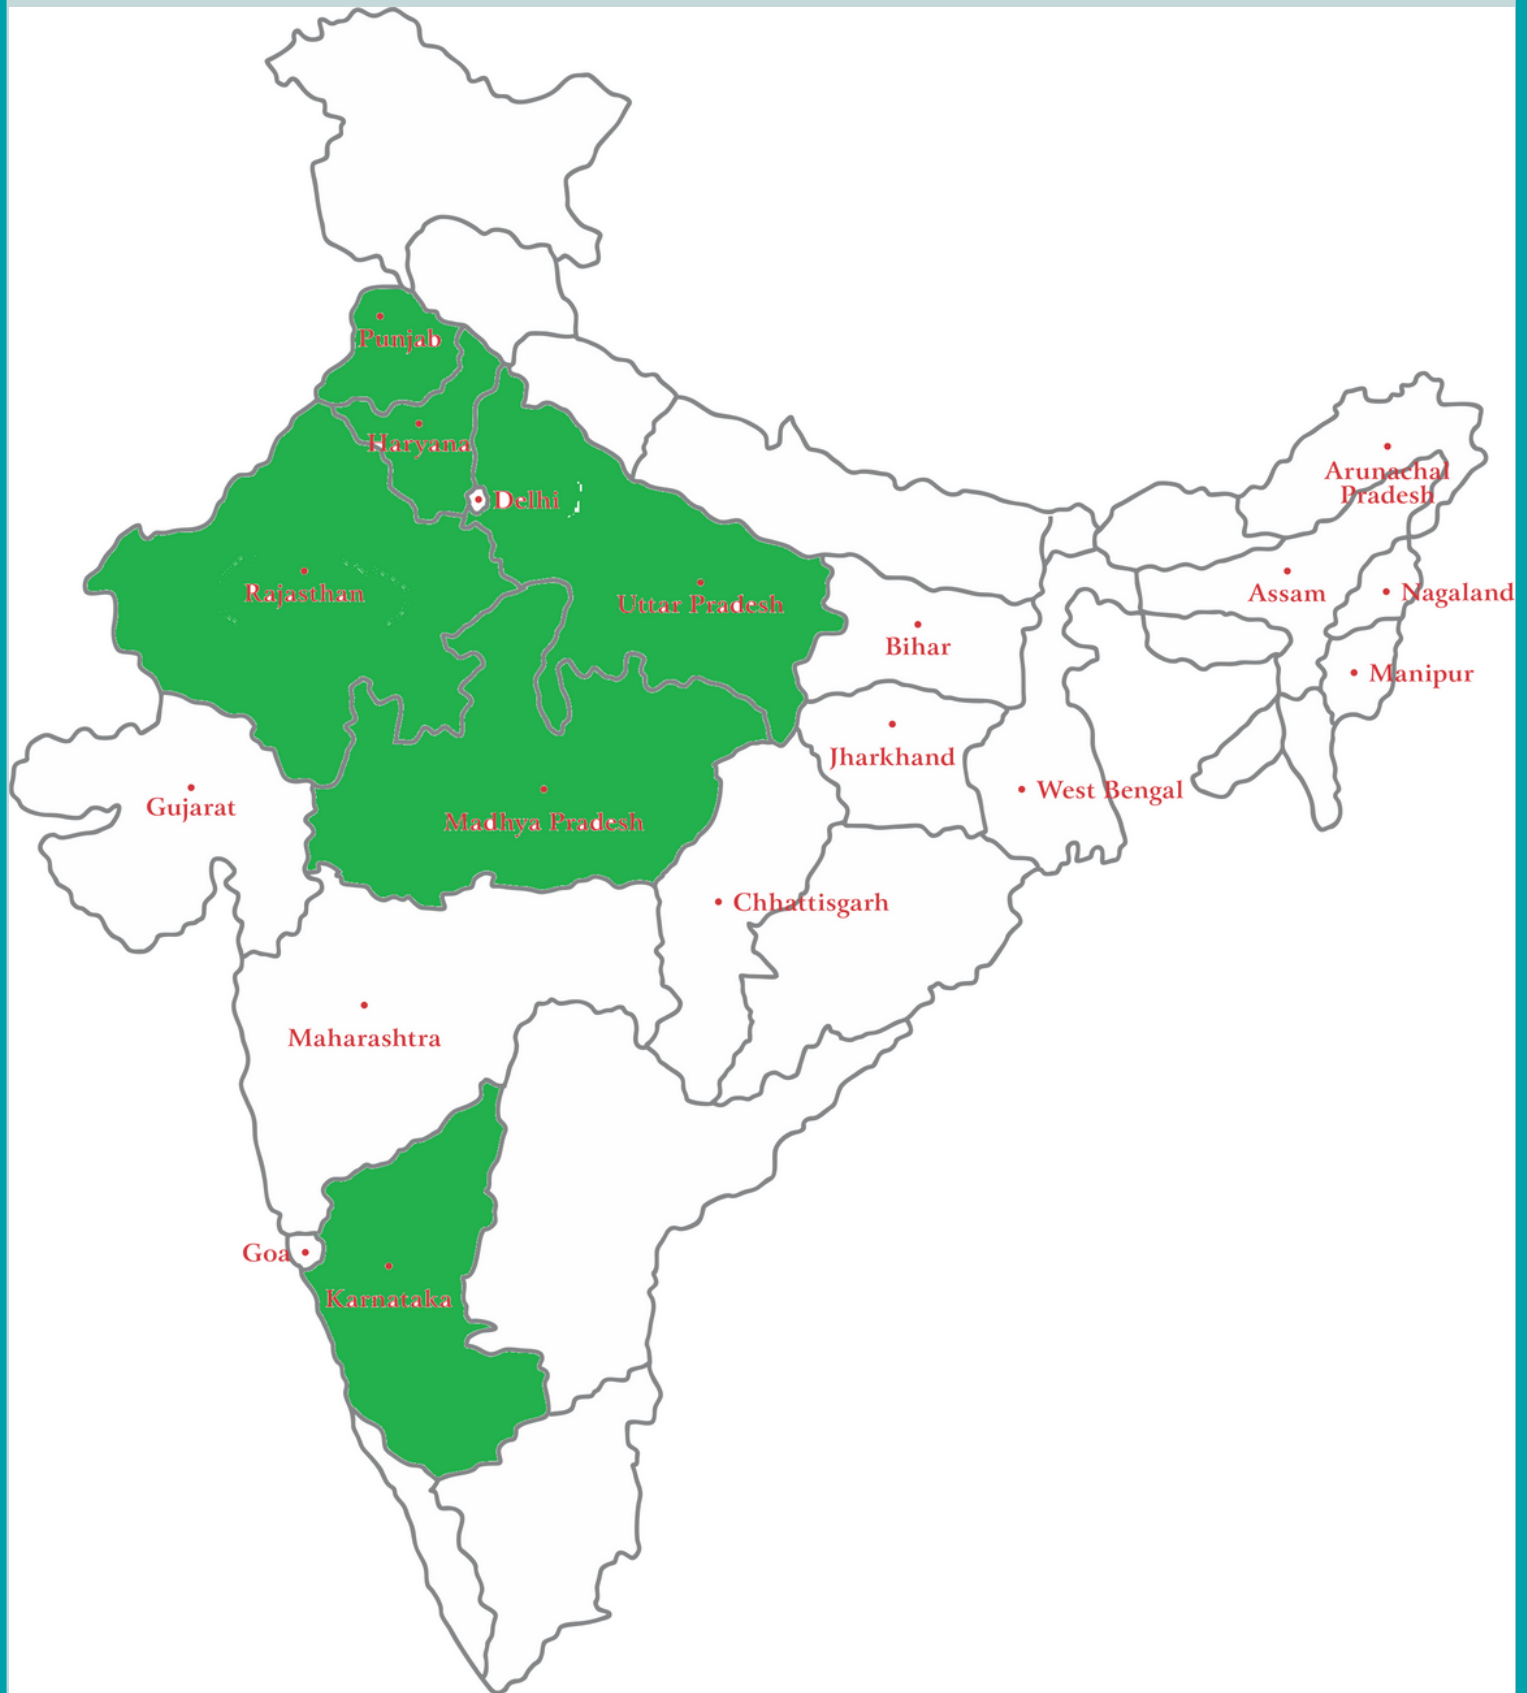 Punjab
Haryana
Delhi
Arunachal
Pradesh
Rajasthan
Uttar Pradesh
Assam
Nagaland
Bihar
Manipur
Jharkhand
West Bengal
Gujarat
Madhya Pradesh
Chhattisgarh
Maharashtra
Goa
Karnataka